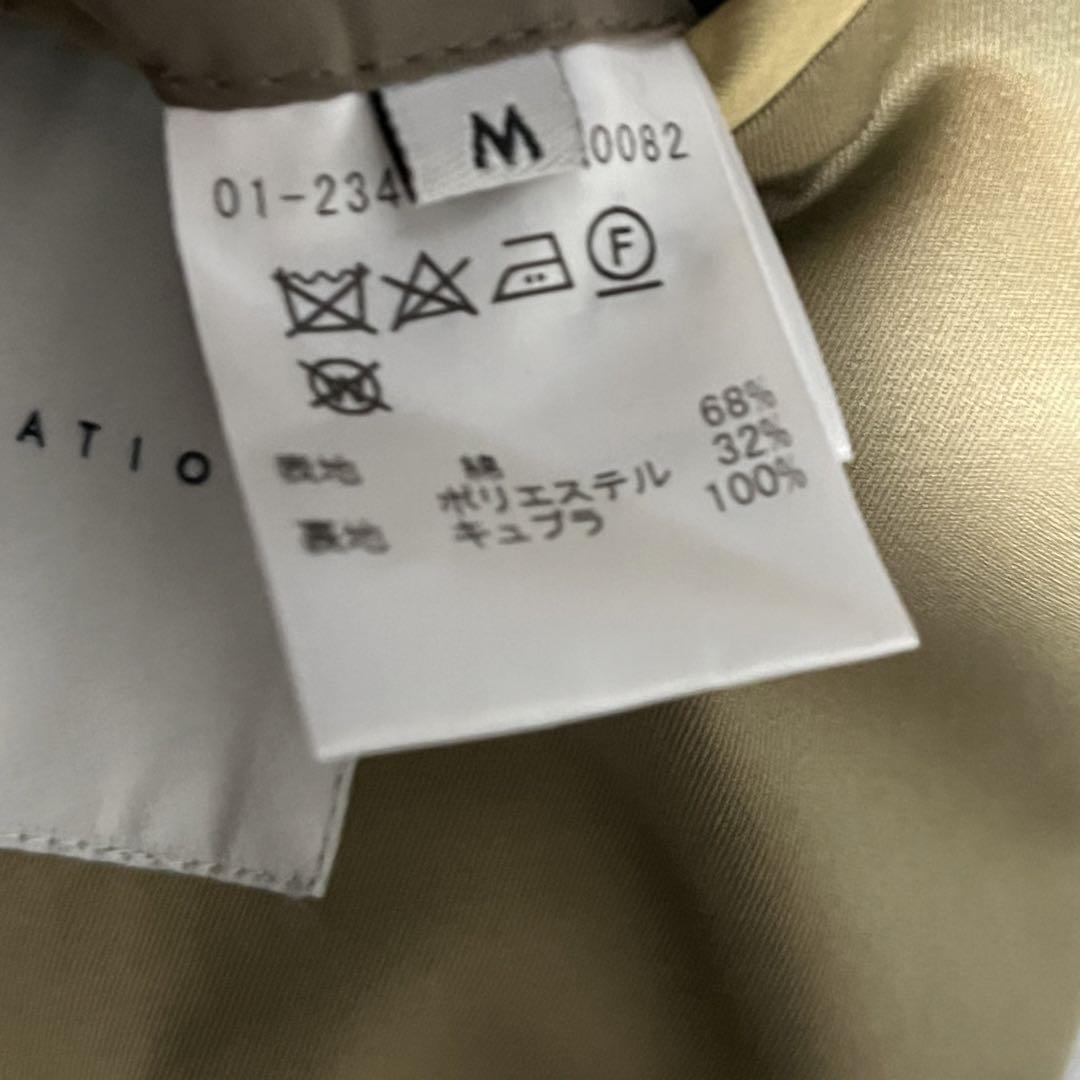 M
01-234 .0082
F
W
表地 綿 68%
ポリエステル 32%
裏地 キュプラ 100%
ATIO